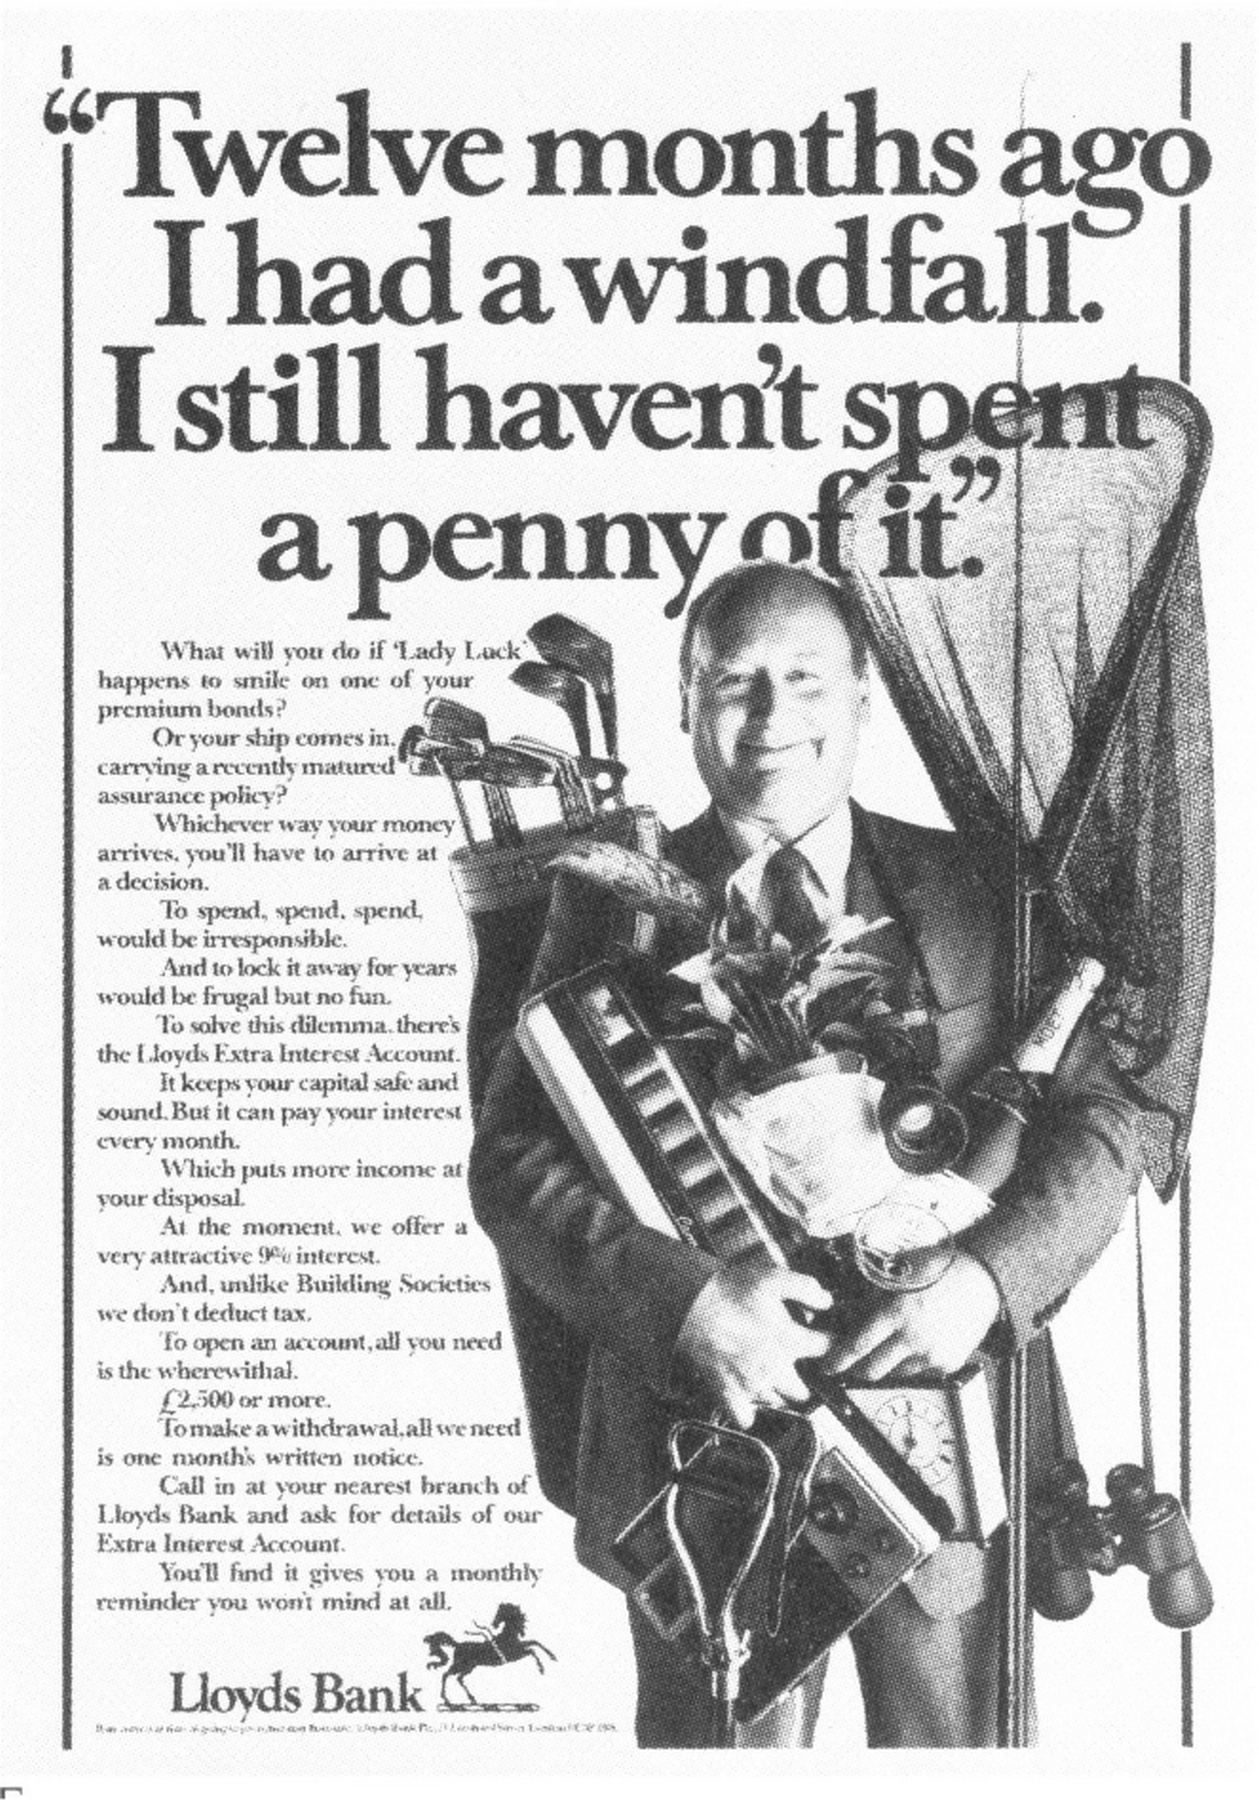 “Twelve months ago
I had a windfall.
I still haven't spent
a penny of it.”
What will you do if ‘Lady Luck’
happens to smile on one of your
premium bonds?
Or your ship comes in,
carrying a recently matured
assurance policy?
Whichever way your money
arrives, you'll have to arrive at
a decision.
To spend, spend, spend,
would be irresponsible.
And to lock it away for years
would be frugal but no fun.
To solve this dilemma, there's
the Lloyds Extra Interest Account.
It keeps your capital safe and
sound. But it can pay your interest
every month.
Which puts more income at
your disposal.
At the moment, we offer a
very attractive 9% interest.
And, unlike Building Societies
we don't deduct tax.
To open an account, all you need
is the wherewithal.
£2,500 or more.
To make a withdrawal, all we need
is one month's written notice.
Call in at your nearest branch of
Lloyds Bank and ask for details of our
Extra Interest Account.
You'll find it gives you a monthly
reminder you won't mind at all.
Lloyds Bank
Lloyds Bank Plc, Lombard Street, London